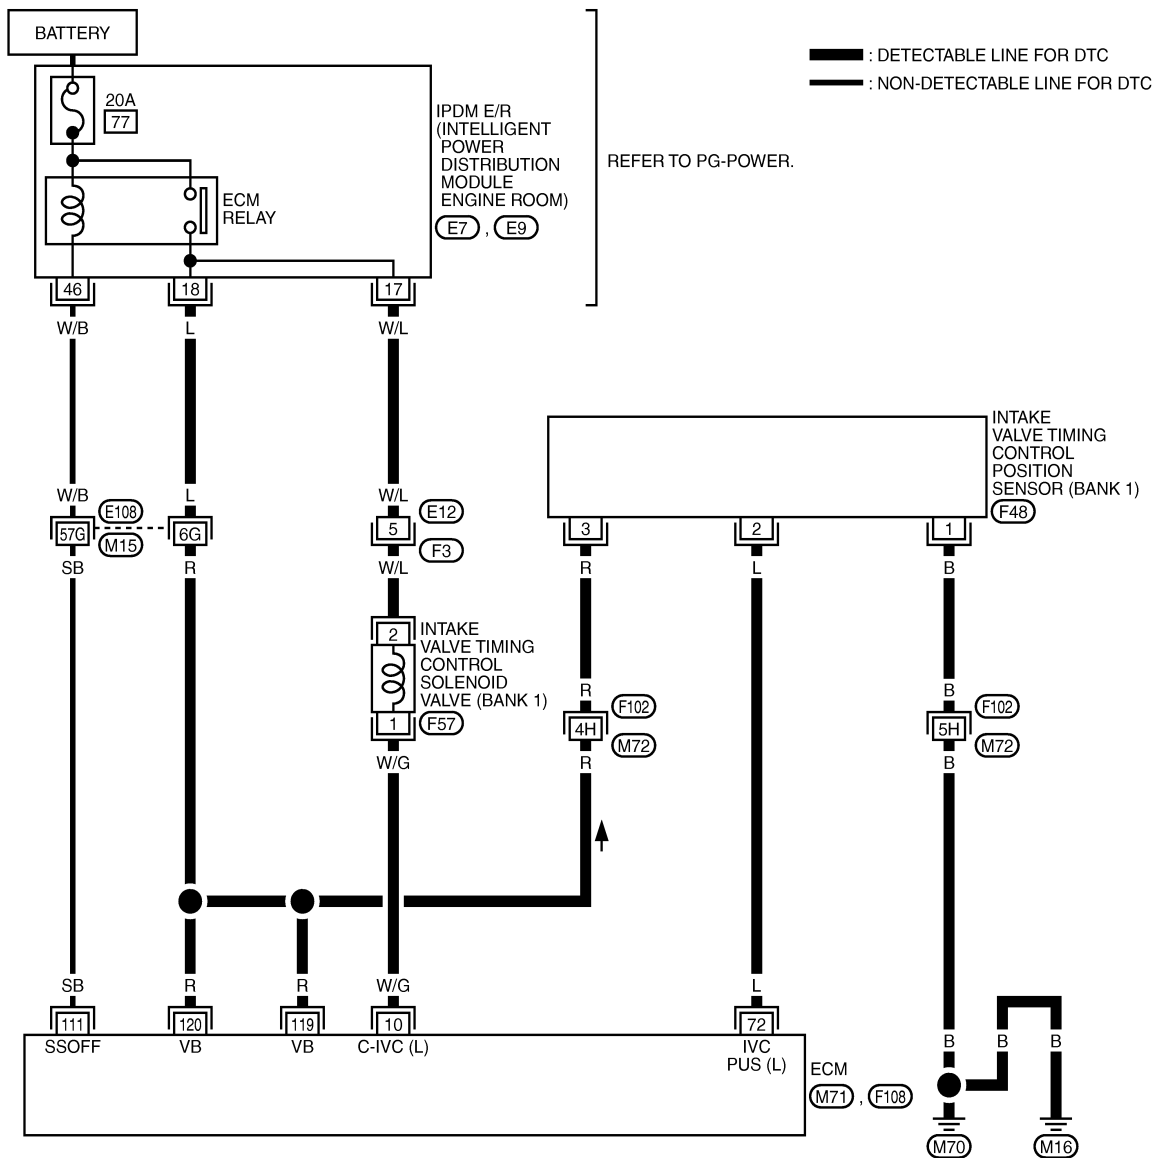 BATTERY
20A
77
IPDM E/R
(INTELLIGENT
POWER
DISTRIBUTION
MODULE
ENGINE ROOM)
E7 , E9
ECM
RELAY
REFER TO PG-POWER.
: DETECTABLE LINE FOR DTC
: NON-DETECTABLE LINE FOR DTC
46 18 17
W/B L W/L
INTAKE
VALVE TIMING
CONTROL
POSITION
SENSOR (BANK 1)
F48
W/B L W/L
57G E108 M15 6G 5 E12 F3
3 2 1
SB R W/L R L B
2
INTAKE
VALVE TIMING
CONTROL
SOLENOID
VALVE (BANK 1)
1 F57
R B
4H F102 M72 5H F102 M72
W/G R B
SB R R W/G L
111 120 119 10 72
SSOFF VB VB C-IVC (L) IVC
PUS (L)
B B B
ECM
M71 , F108
M70 M16